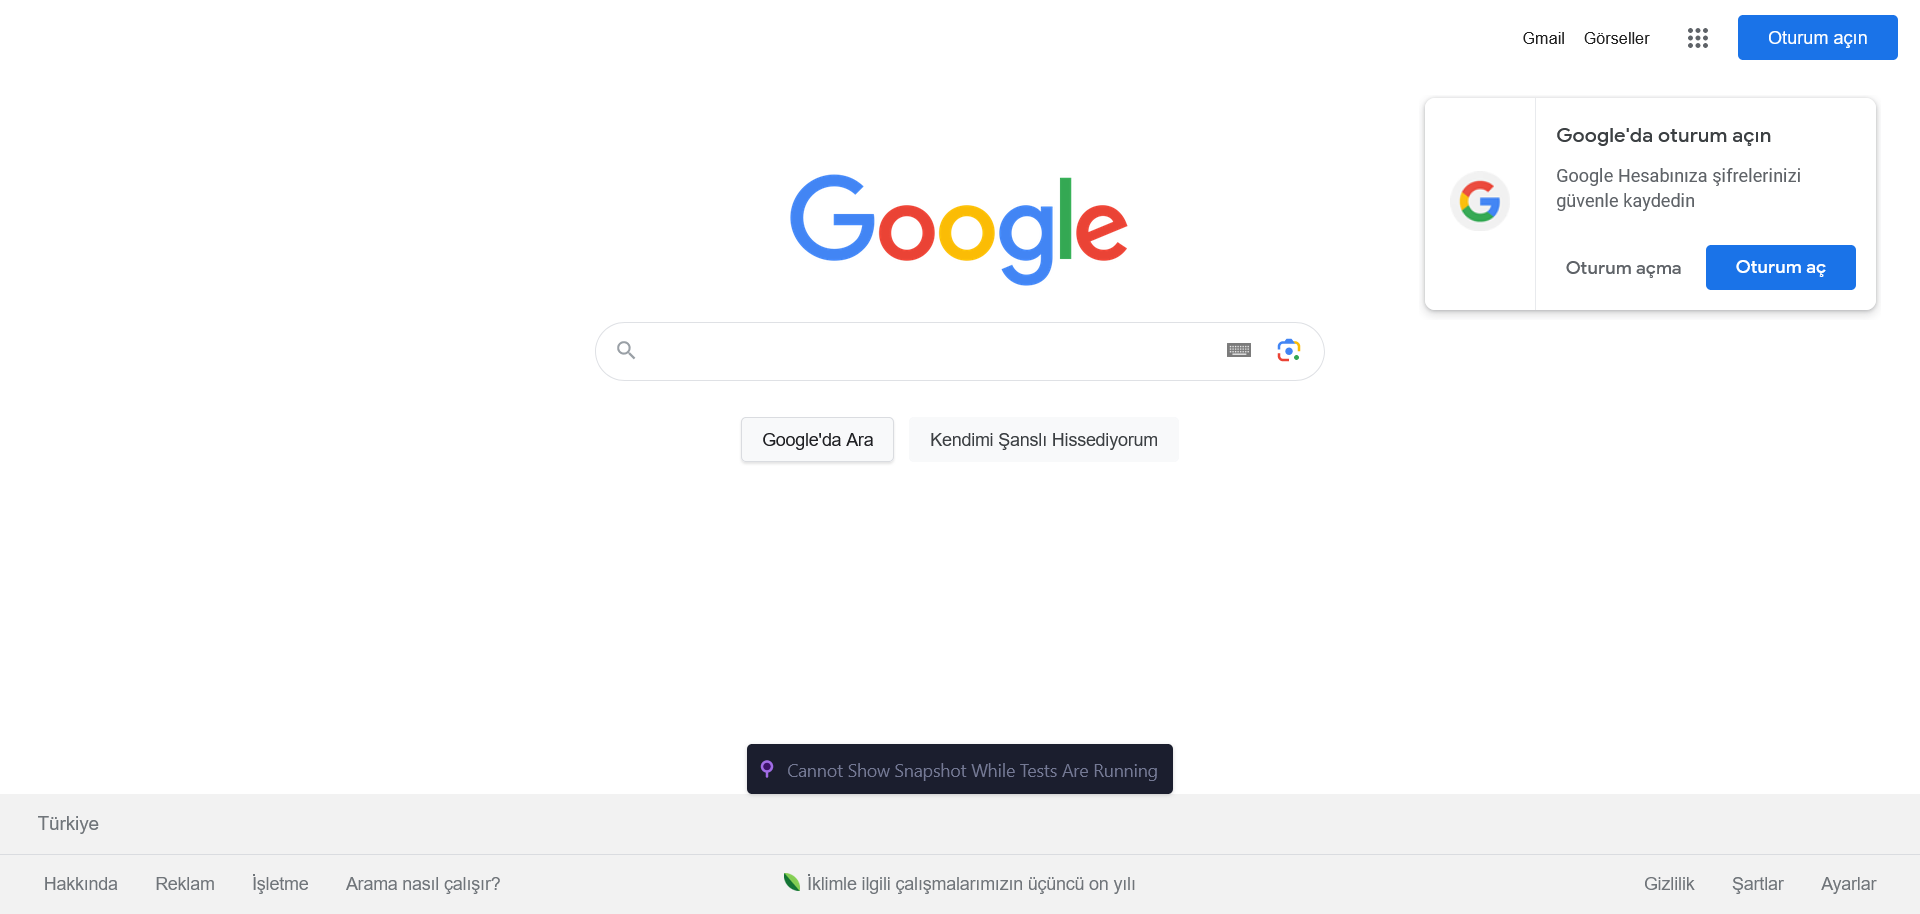 Gmail Görseller Oturum açın
Google'da oturum açın
Google Hesabınıza şifrelerinizi
güvenle kaydedin
Oturum açma Oturum aç
Google
Google'da Ara Kendimi Şanslı Hissediyorum
Cannot Show Snapshot While Tests Are Running
Türkiye
Hakkında Reklam İşletme Arama nasıl çalışır? İklimle ilgili çalışmalarımızın üçüncü on yılı Gizlilik Şartlar Ayarlar